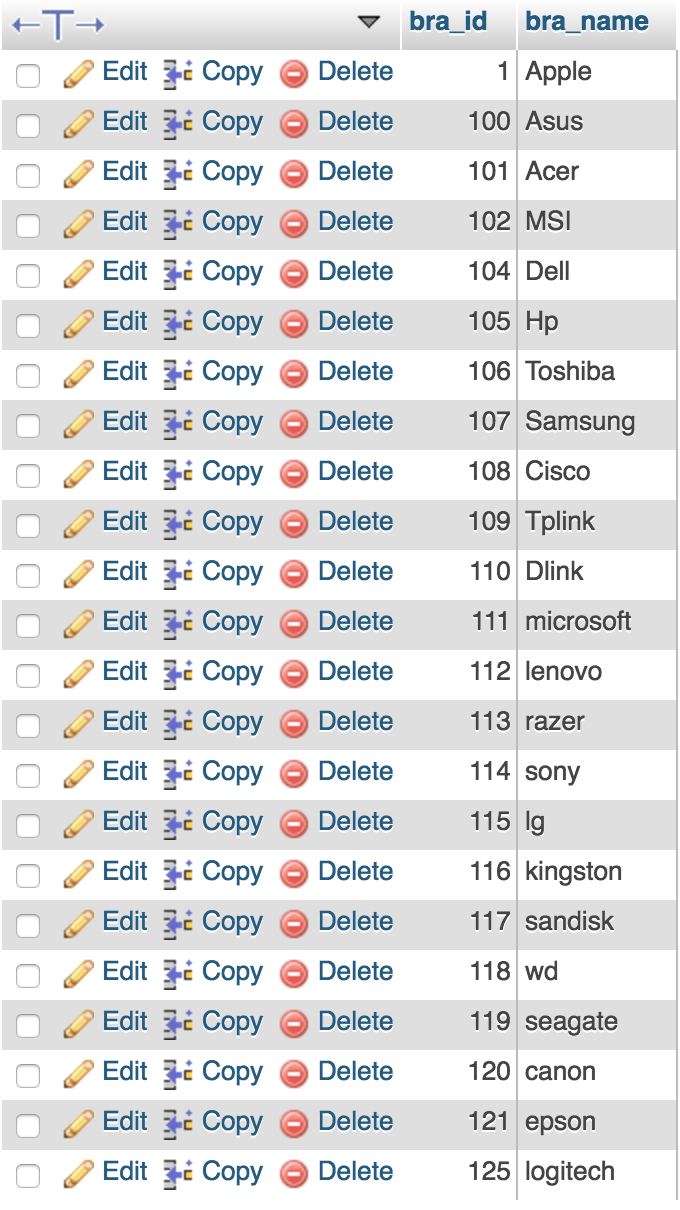 bra_id bra_name
Edit Copy Delete 1 Apple
Edit Copy Delete 100 Asus
Edit Copy Delete 101 Acer
Edit Copy Delete 102 MSI
Edit Copy Delete 104 Dell
Edit Copy Delete 105 Hp
Edit Copy Delete 106 Toshiba
Edit Copy Delete 107 Samsung
Edit Copy Delete 108 Cisco
Edit Copy Delete 109 Tplink
Edit Copy Delete 110 Dlink
Edit Copy Delete 111 microsoft
Edit Copy Delete 112 lenovo
Edit Copy Delete 113 razer
Edit Copy Delete 114 sony
Edit Copy Delete 115 lg
Edit Copy Delete 116 kingston
Edit Copy Delete 117 sandisk
Edit Copy Delete 118 wd
Edit Copy Delete 119 seagate
Edit Copy Delete 120 canon
Edit Copy Delete 121 epson
Edit Copy Delete 125 logitech